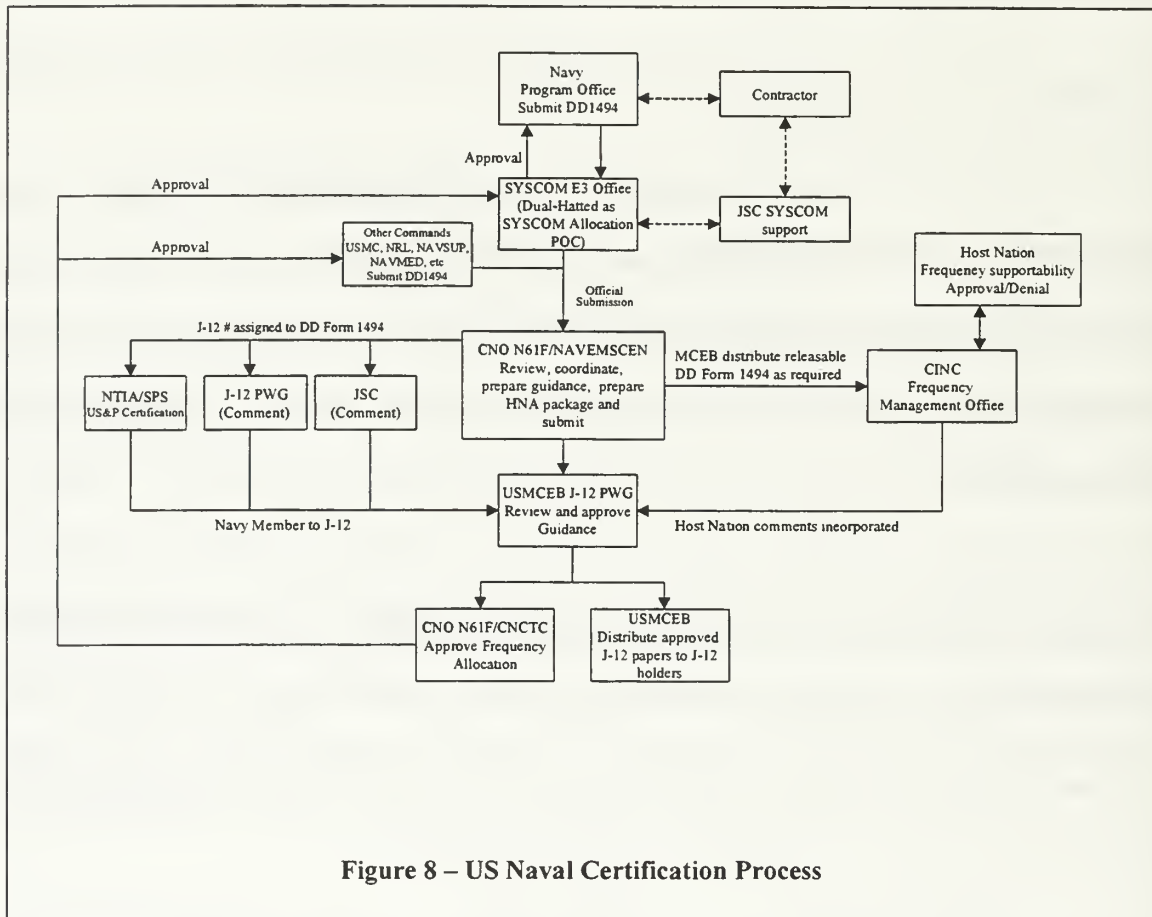 Navy
Program Office
Submit DD1494
Contractor
Approval
Approval
SYSCOM E3 Office
(Dual-Hatted as
SYSCOM Allocation
POC)
JSC SYSCOM
support
Approval
Other Commands
USMC, NRL, NAVSUP,
NAVMED, etc
Submit DD1494
Host Nation
Frequency supportability
Approval/Denial
Official
Submission
J-12 # assigned to DD Form 1494
CNO N61F/NAVEMSCEN
Review, coordinate,
prepare guidance, prepare
HNA package and
submit
MCEB distribute releasable
DD Form 1494 as required
CINC
Frequency
Management Office
NTIA/SPS
US&P Certification
J-12 PWG
(Comment)
JSC
(Comment)
USMCEB J-12 PWG
Review and approve
Guidance
Navy Member to J-12
Host Nation comments incorporated
CNO N61F/CNCTC
Approve Frequency
Allocation
USMCEB
Distribute approved
J-12 papers to J-12
holders
Figure 8 – US Naval Certification Process